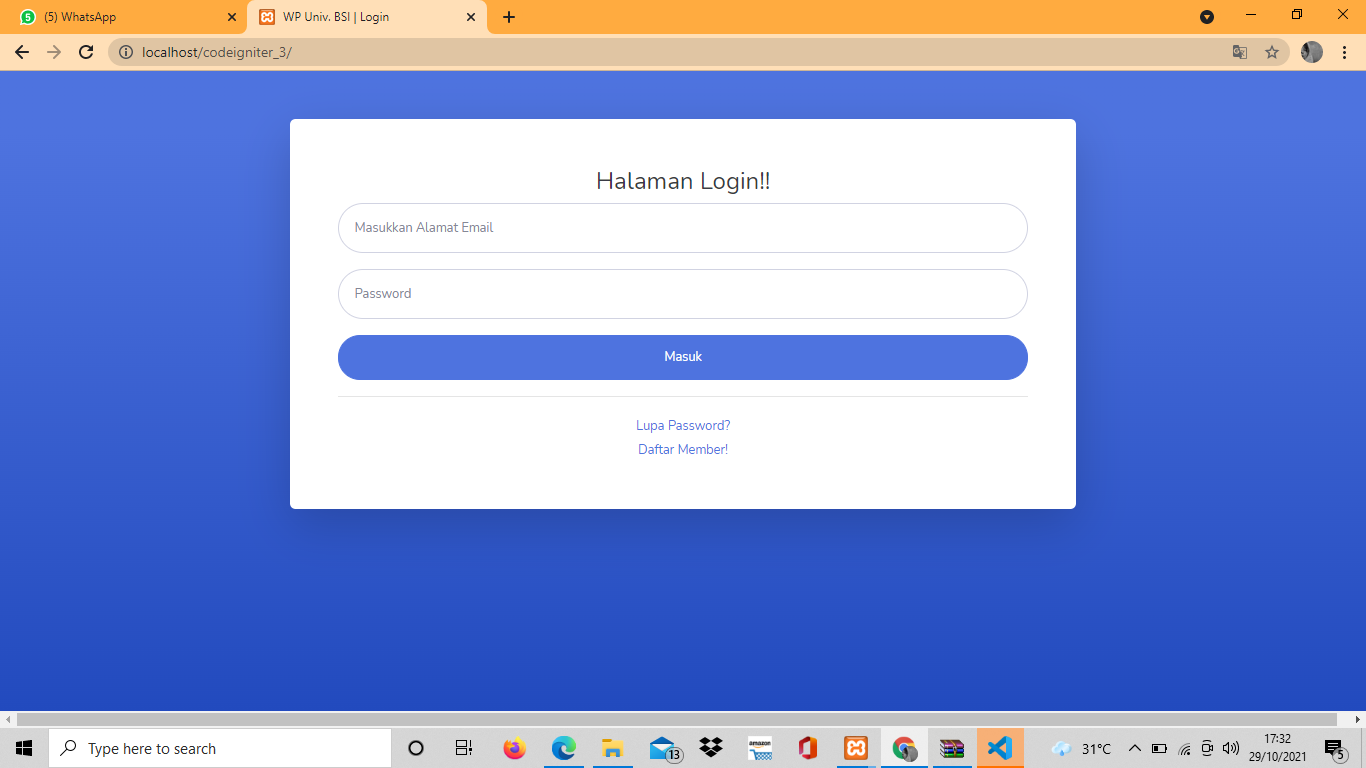 (5) WhatsApp
WP Univ. BSI | Login
localhost/codeigniter_3/
Halaman Login!!
Masukkan Alamat Email
Password
Masuk
Lupa Password?
Daftar Member!
Type here to search
13
amazon
31°C
17:32
29/10/2021
5